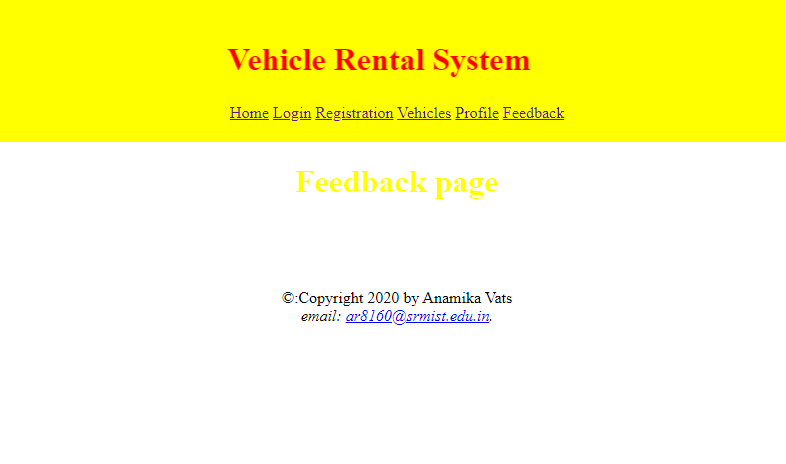 Vehicle Rental System
Home Login Registration Vehicles Profile Feedback
Feedback page
©:Copyright 2020 by Anamika Vats
email: ar8160@srmist.edu.in.